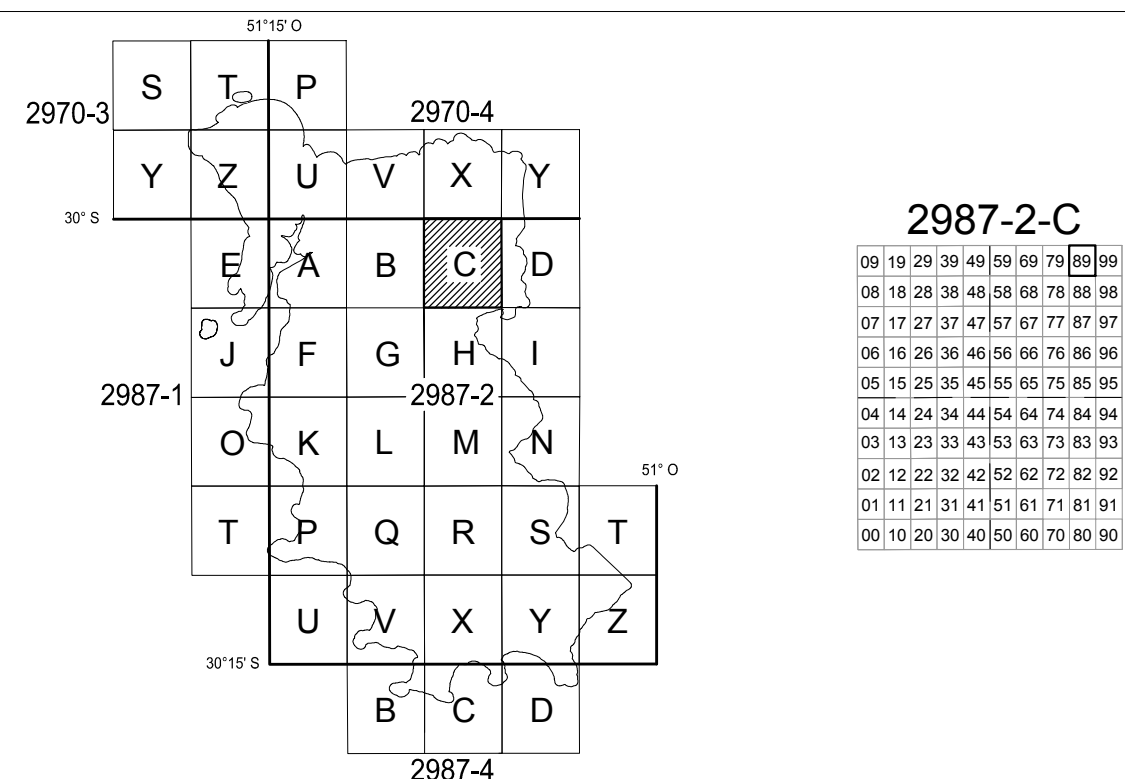 51°15' O
S T P
2970-3 2970-4
Y Z U V X Y
30° S
E A B C D
J F G H I
2987-1 2987-2
O K L M N
51° O
T P Q R S T
U V X Y Z
30°15' S
B C D
2987-4
2987-2-C
09 19 29 39 49 59 69 79 89 99
08 18 28 38 48 58 68 78 88 98
07 17 27 37 47 57 67 77 87 97
06 16 26 36 46 56 66 76 86 96
05 15 25 35 45 55 65 75 85 95
04 14 24 34 44 54 64 74 84 94
03 13 23 33 43 53 63 73 83 93
02 12 22 32 42 52 62 72 82 92
01 11 21 31 41 51 61 71 81 91
00 10 20 30 40 50 60 70 80 90